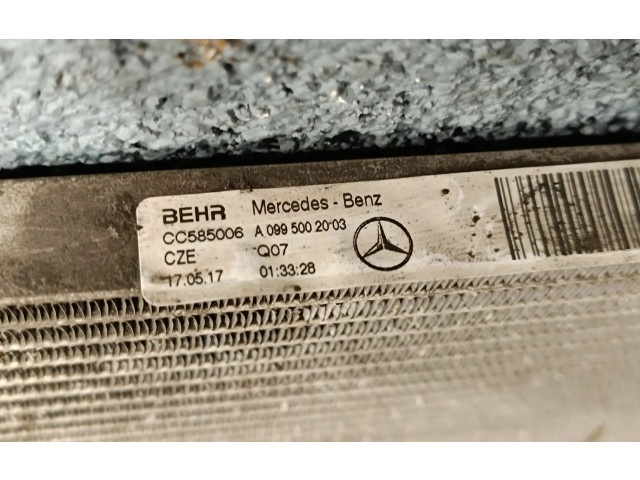 BEHR Mercedes - Benz
CC585006 A 099 500 20 03
CZE Q07
17.05.17 01:33:28